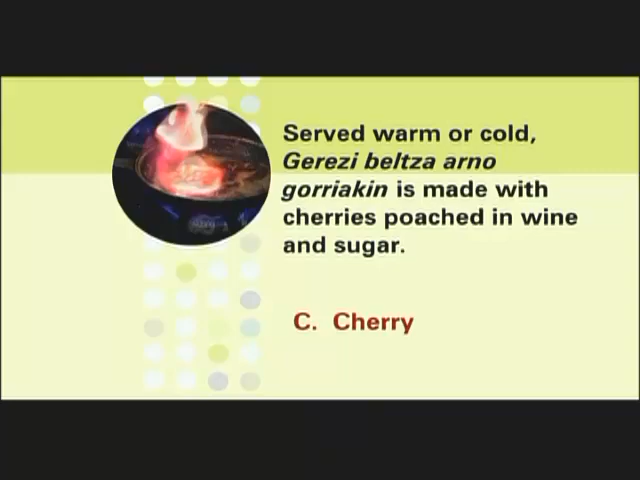 Served warm or cold,
Gerezi beltza arno
gorriakin is made with
cherries poached in wine
and sugar.
C. Cherry